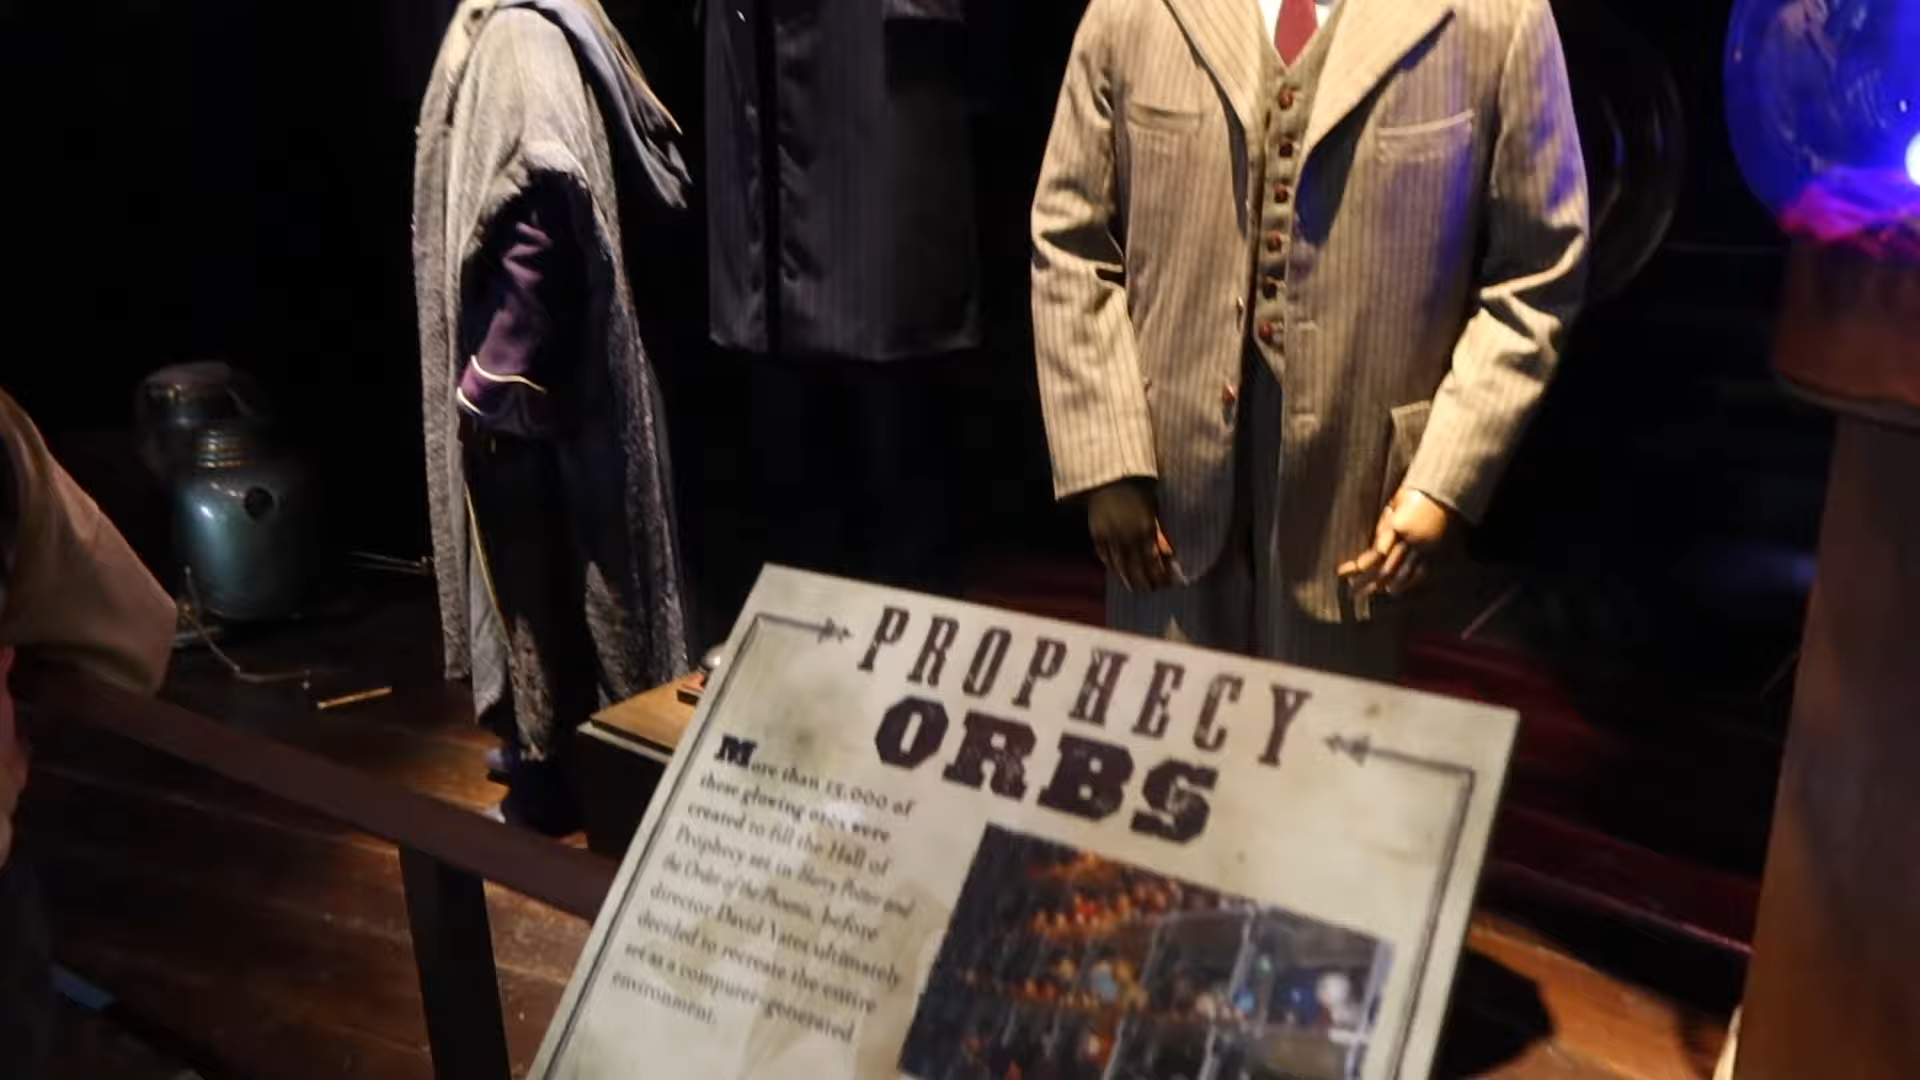 PROPHECY
ORBS
More than 15,000 of
these glowing orbs were
created to fill the Hall of
Prophecy set in Harry Potter and
the Order of the Phoenix, before
director David Yates ultimately
decided to recreate the entire
set as a computer-generated
environment.